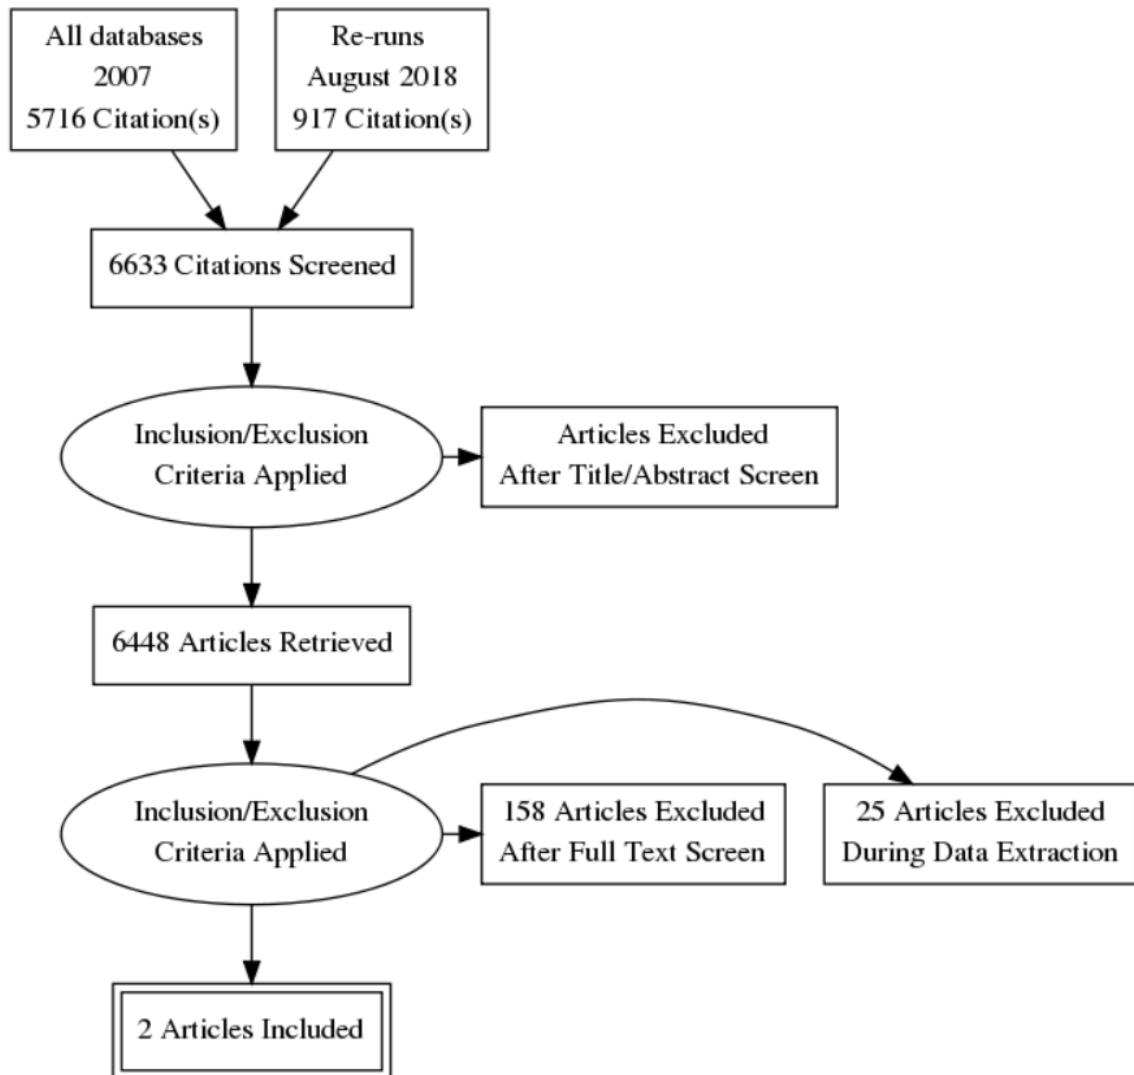 All databases
2007
5716 Citation(s)
Re-runs
August 2018
917 Citation(s)
6633 Citations Screened
Inclusion/Exclusion
Criteria Applied
Articles Excluded
After Title/Abstract Screen
6448 Articles Retrieved
Inclusion/Exclusion
Criteria Applied
158 Articles Excluded
After Full Text Screen
25 Articles Excluded
During Data Extraction
2 Articles Included